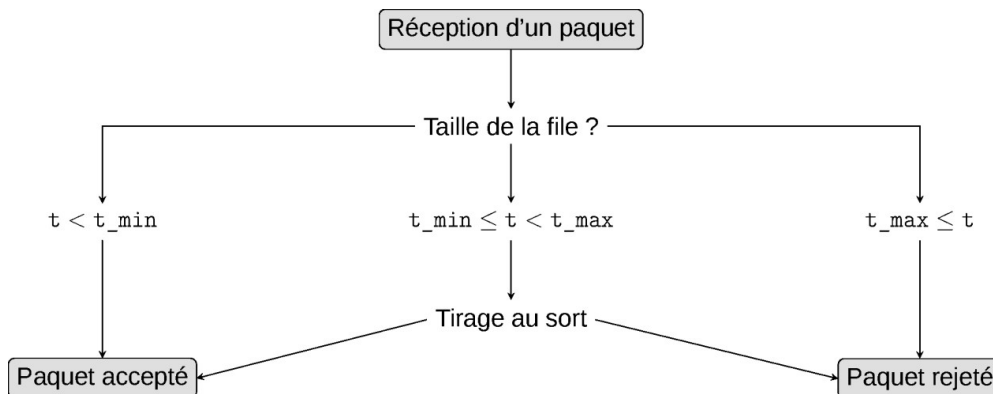 Réception d’un paquet
Taille de la file ?
t < t_min
t_min ≤ t < t_max
t_max ≤ t
Tirage au sort
Paquet accepté
Paquet rejeté